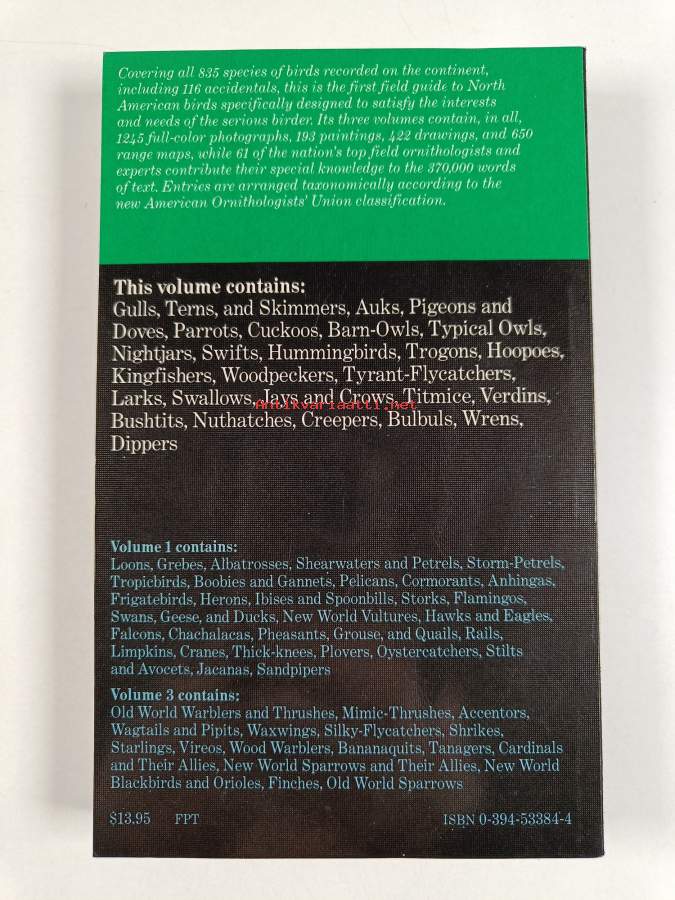 Covering all 835 species of birds recorded on the continent,
including 116 accidentals, this is the first field guide to North
American birds specifically designed to satisfy the interests
and needs of the serious birder. Its three volumes contain, in all,
1245 full-color photographs, 193 paintings, 422 drawings, and 650
range maps, while 61 of the nation's top field ornithologists and
experts contribute their special knowledge to the 370,000 words
of text. Entries are arranged taxonomically according to the
new American Ornithologists' Union classification.
This volume contains:
Gulls, Terns, and Skimmers, Auks, Pigeons and
Doves, Parrots, Cuckoos, Barn-Owls, Typical Owls,
Nightjars, Swifts, Hummingbirds, Trogons, Hoopoes,
Kingfishers, Woodpeckers, Tyrant-Flycatchers,
Larks, Swallows, Jays and Crows, Titmice, Verdins,
Antikvariaatti.net
Bushtits, Nuthatches, Creepers, Bulbuls, Wrens,
Dippers
Volume 1 contains:
Loons, Grebes, Albatrosses, Shearwaters and Petrels, Storm-Petrels,
Tropicbirds, Boobies and Gannets, Pelicans, Cormorants, Anhingas,
Frigatebirds, Herons, Ibises and Spoonbills, Storks, Flamingos,
Swans, Geese, and Ducks, New World Vultures, Hawks and Eagles,
Falcons, Chachalacas, Pheasants, Grouse, and Quails, Rails,
Limpkins, Cranes, Thick-knees, Plovers, Oystercatchers, Stilts
and Avocets, Jacanas, Sandpipers
Volume 3 contains:
Old World Warblers and Thrushes, Mimic-Thrushes, Accentors,
Wagtails and Pipits, Waxwings, Silky-Flycatchers, Shrikes,
Starlings, Vireos, Wood Warblers, Bananaquits, Tanagers, Cardinals
and Their Allies, New World Sparrows and Their Allies, New World
Blackbirds and Orioles, Finches, Old World Sparrows
$13.95 FPT ISBN 0-394-53384-4